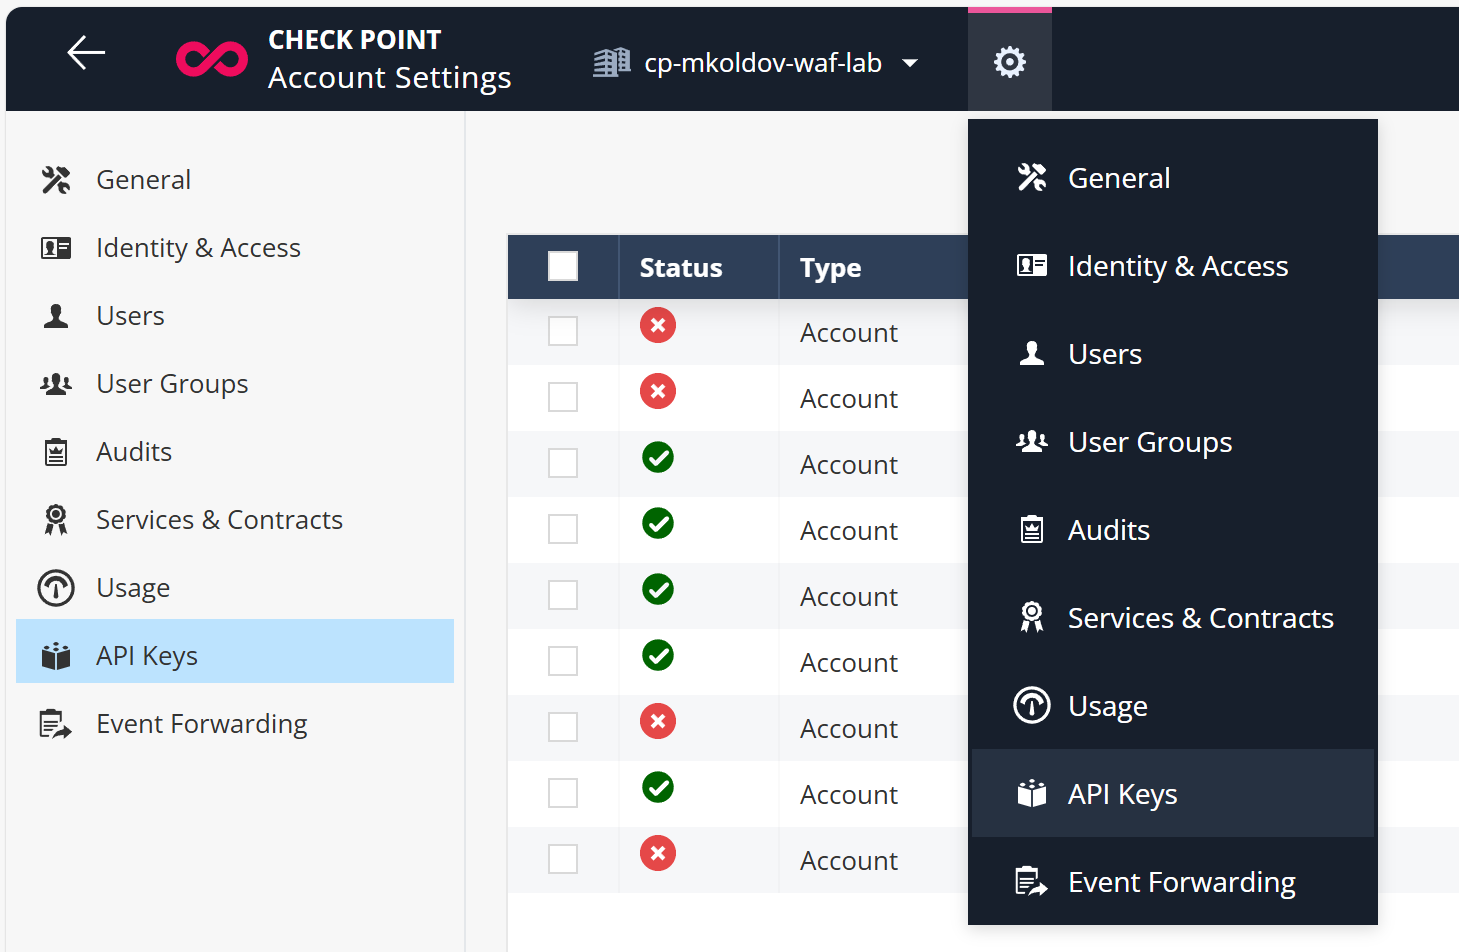 CHECK POINT
Account Settings
cp-mkoldov-waf-lab
General
Identity & Access
Users
User Groups
Audits
Services & Contracts
Usage
API Keys
Event Forwarding
Status Type
Account
Account
Account
Account
Account
Account
Account
Account
Account
General
Identity & Access
Users
User Groups
Audits
Services & Contracts
Usage
API Keys
Event Forwarding